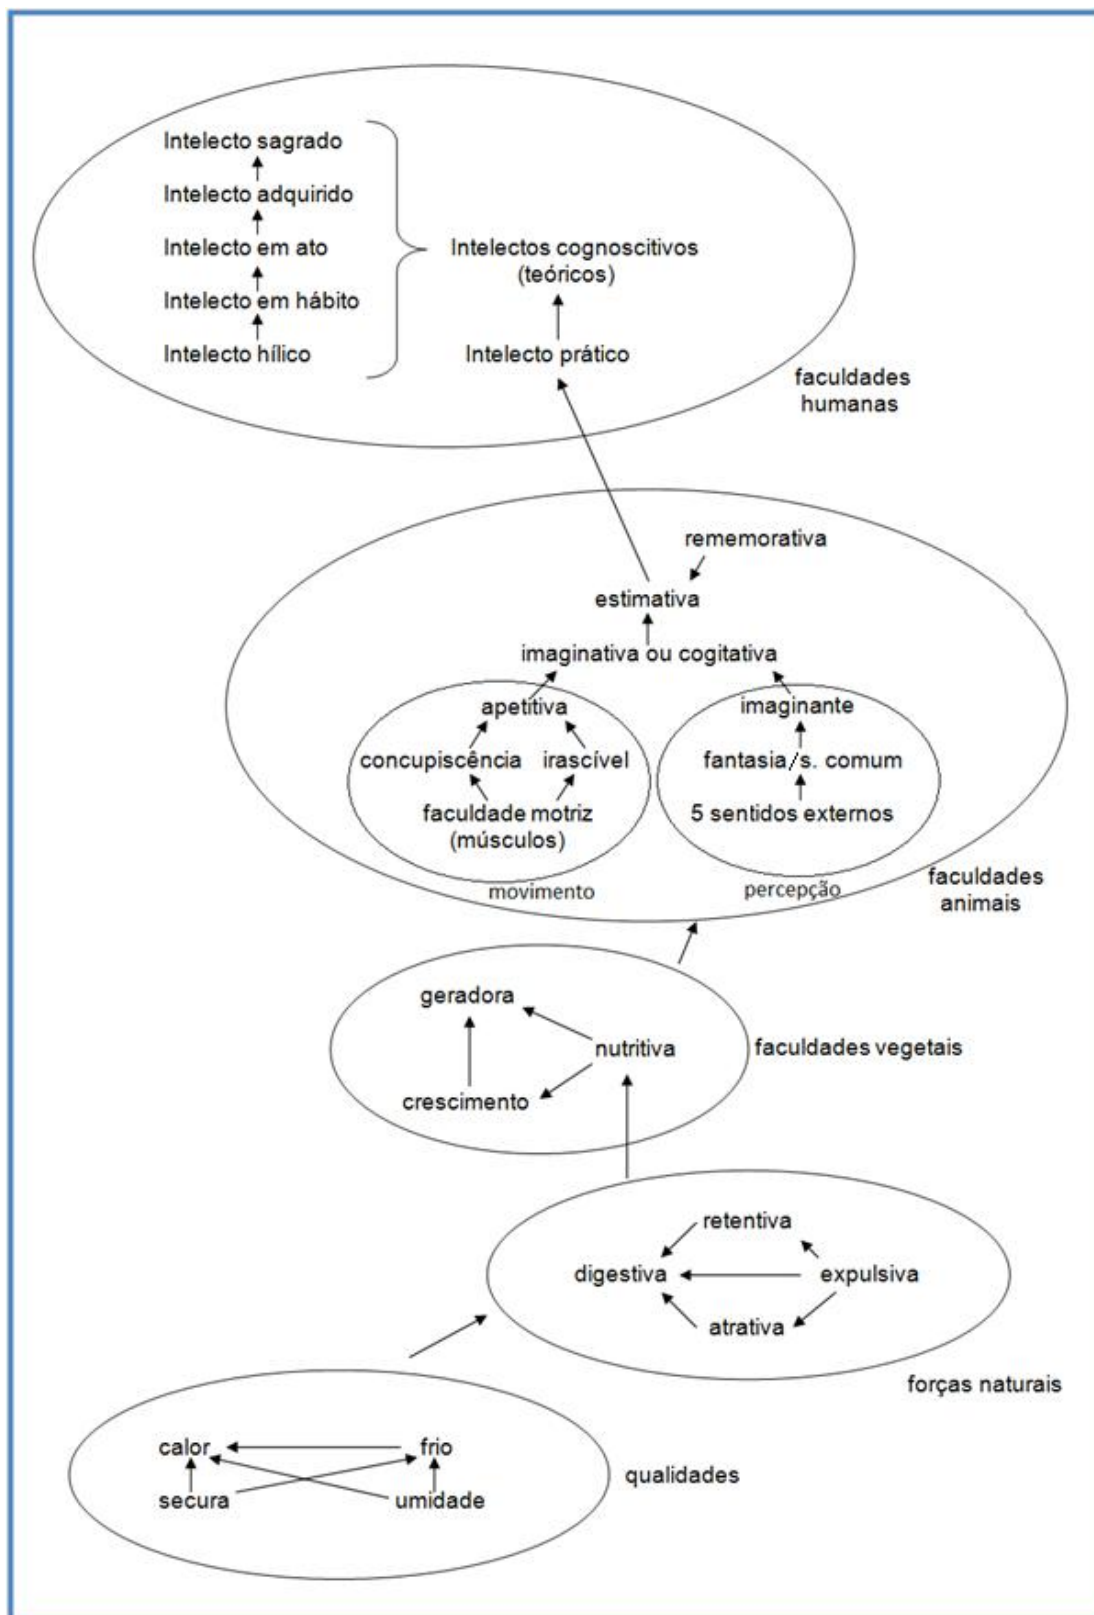 Intelecto sagrado
Intelecto adquirido
Intelecto em ato
Intelecto em hábito
Intelecto hílico
Intelectos cognoscitivos
(teóricos)
Intelecto prático
faculdades
humanas
rememorativa
estimativa
imaginativa ou cogitativa
apetitiva
imaginante
concupiscência
irascível
fantasia/s. comum
faculdade motriz
(músculos)
5 sentidos externos
movimento
percepção
faculdades
animais
geradora
nutritiva
crescimento
faculdades vegetais
retentiva
digestiva
expulsiva
atrativa
forças naturais
calor
frio
secura
umidade
qualidades